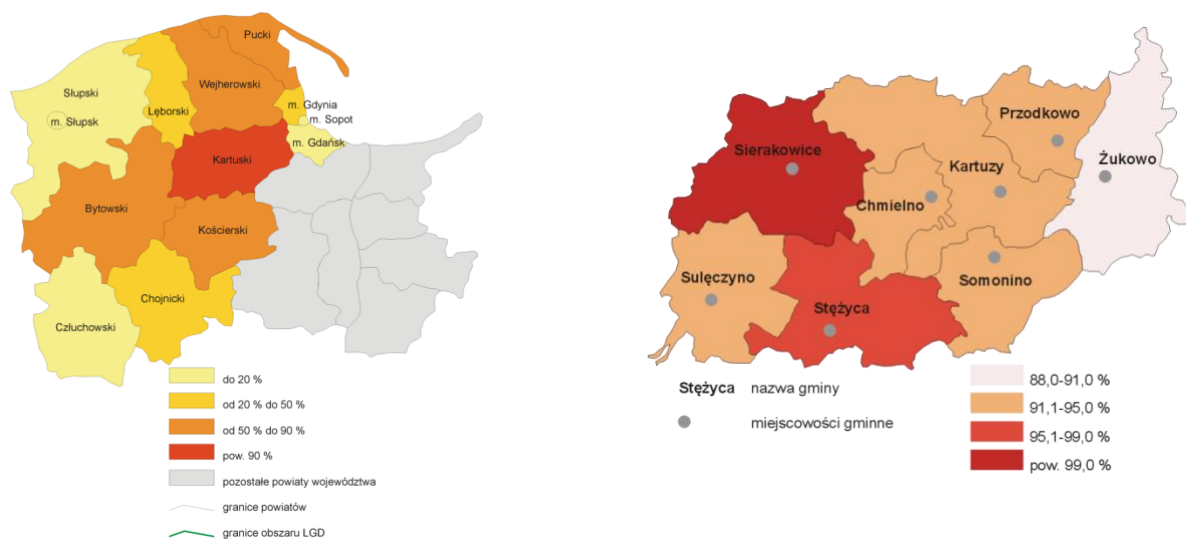 Pucki
Wejherowski
Słupski
m. Słupsk
Lęborski
m. Gdynia
m. Sopot
m. Gdańsk
Kartuski
Bytowski
Kościerski
Chojnicki
Człuchowski
do 20 %
od 20 % do 50 %
od 50 % do 90 %
pow. 90 %
pozostałe powiaty województwa
granice powiatów
granice obszaru LGD
Przodkowo
Sierakowice
Kartuzy
Żukowo
Chmielno
Sulęczyno
Somonino
Stężyca
Stężyca nazwa gminy
miejscowości gminne
88,0-91,0 %
91,1-95,0 %
95,1-99,0 %
pow. 99,0 %